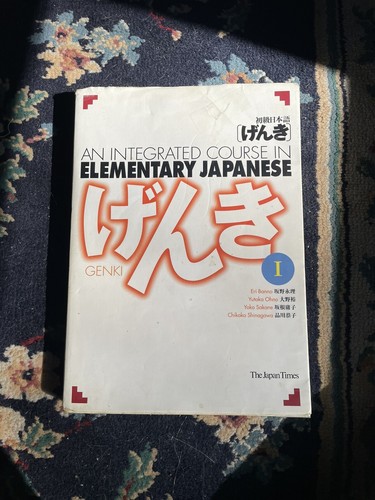 初級日本語
[げんき]
AN INTEGRATED COURSE IN
ELEMENTARY JAPANESE
げんき
GENKI
I
Eri Banno 坂野永理
Yutaka Ohno 大野裕
Yoko Sakane 坂根庸子
Chikako Shinagawa 品川恭子
The Japan Times